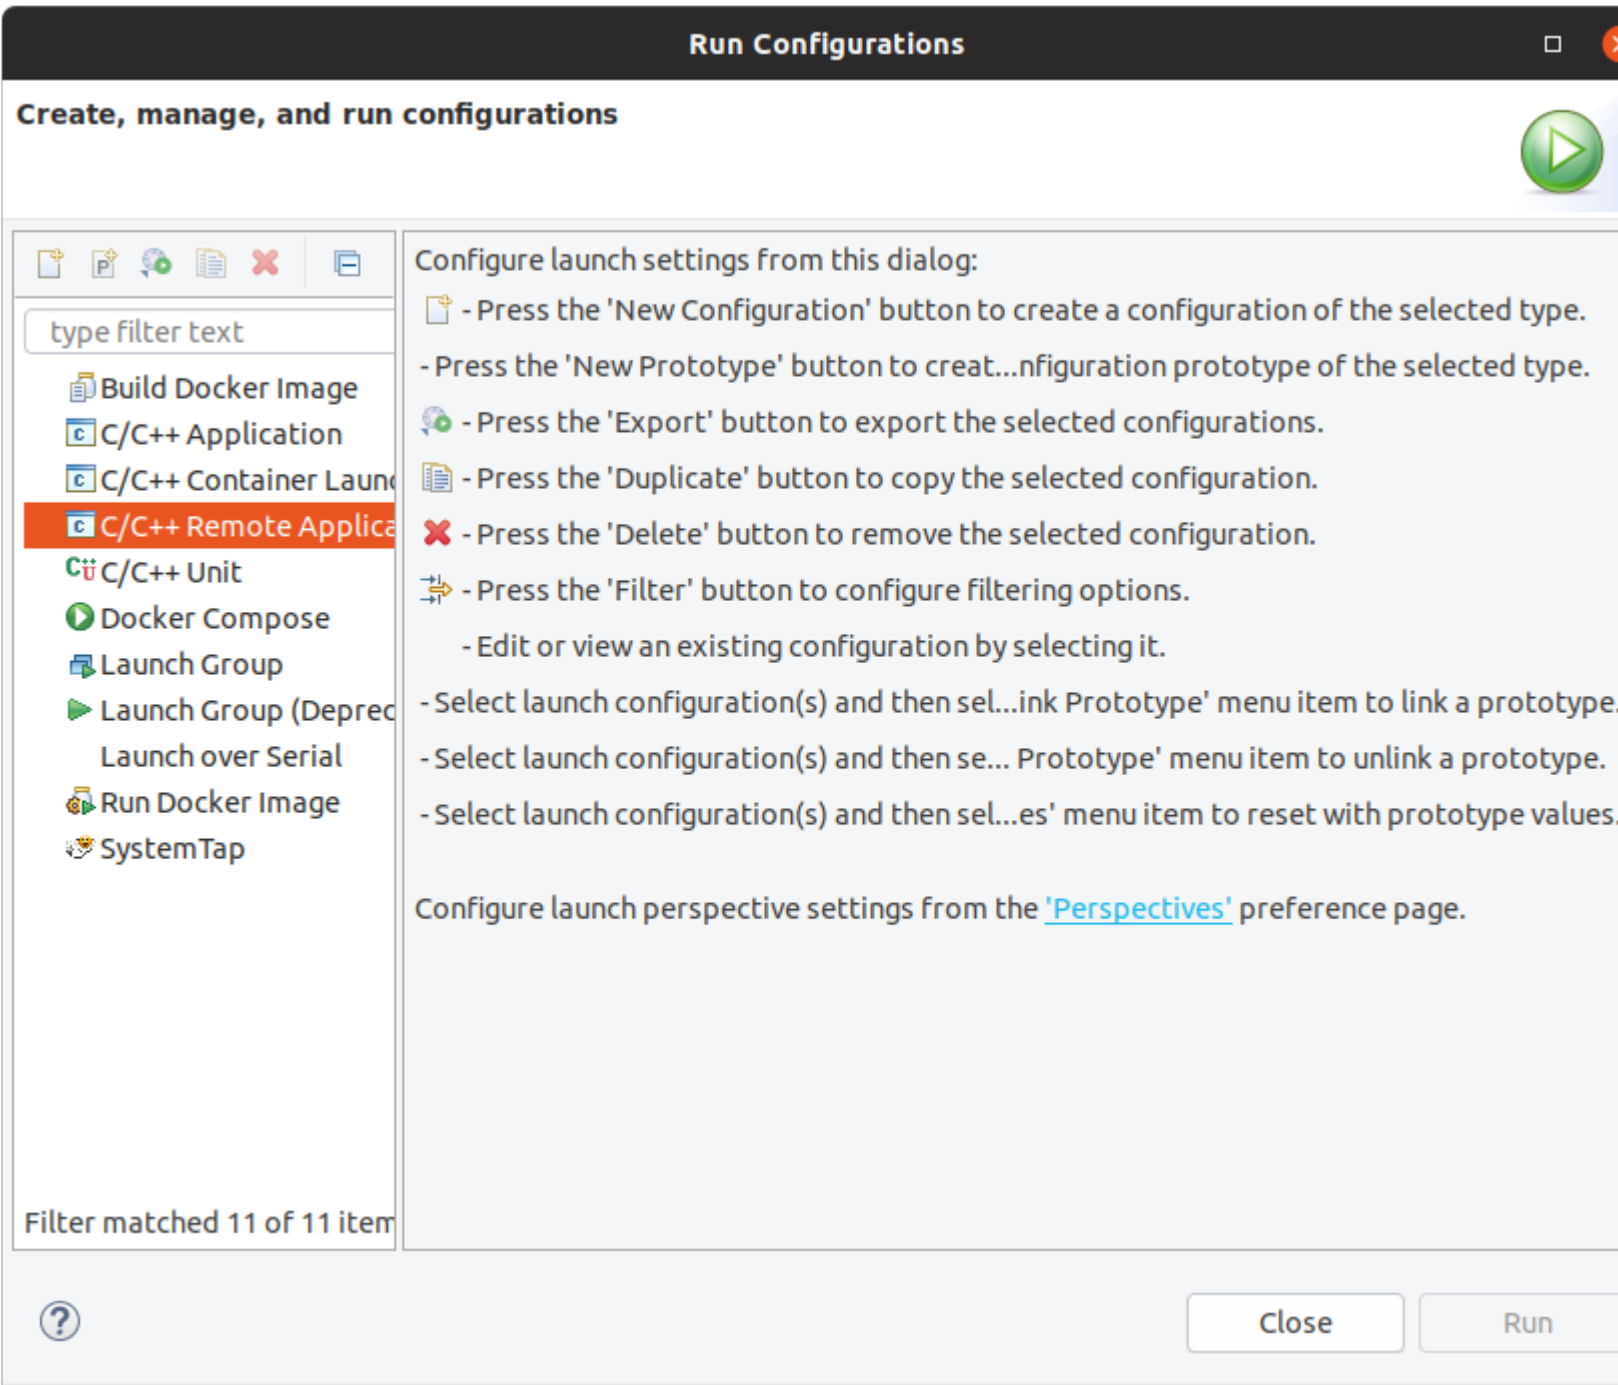 Run Configurations
Create, manage, and run configurations
type filter text
Build Docker Image
C/C++ Application
C/C++ Container Launc
C/C++ Remote Applica
C/C++ Unit
Docker Compose
Launch Group
Launch Group (Deprec
Launch over Serial
Run Docker Image
SystemTap
Filter matched 11 of 11 item
Configure launch settings from this dialog:
- Press the 'New Configuration' button to create a configuration of the selected type.
- Press the 'New Prototype' button to creat...nfiguration prototype of the selected type.
- Press the 'Export' button to export the selected configurations.
- Press the 'Duplicate' button to copy the selected configuration.
- Press the 'Delete' button to remove the selected configuration.
- Press the 'Filter' button to configure filtering options.
- Edit or view an existing configuration by selecting it.
- Select launch configuration(s) and then sel...ink Prototype' menu item to link a prototype.
- Select launch configuration(s) and then se... Prototype' menu item to unlink a prototype.
- Select launch configuration(s) and then sel...es' menu item to reset with prototype values.
Configure launch perspective settings from the 'Perspectives' preference page.
Close
Run